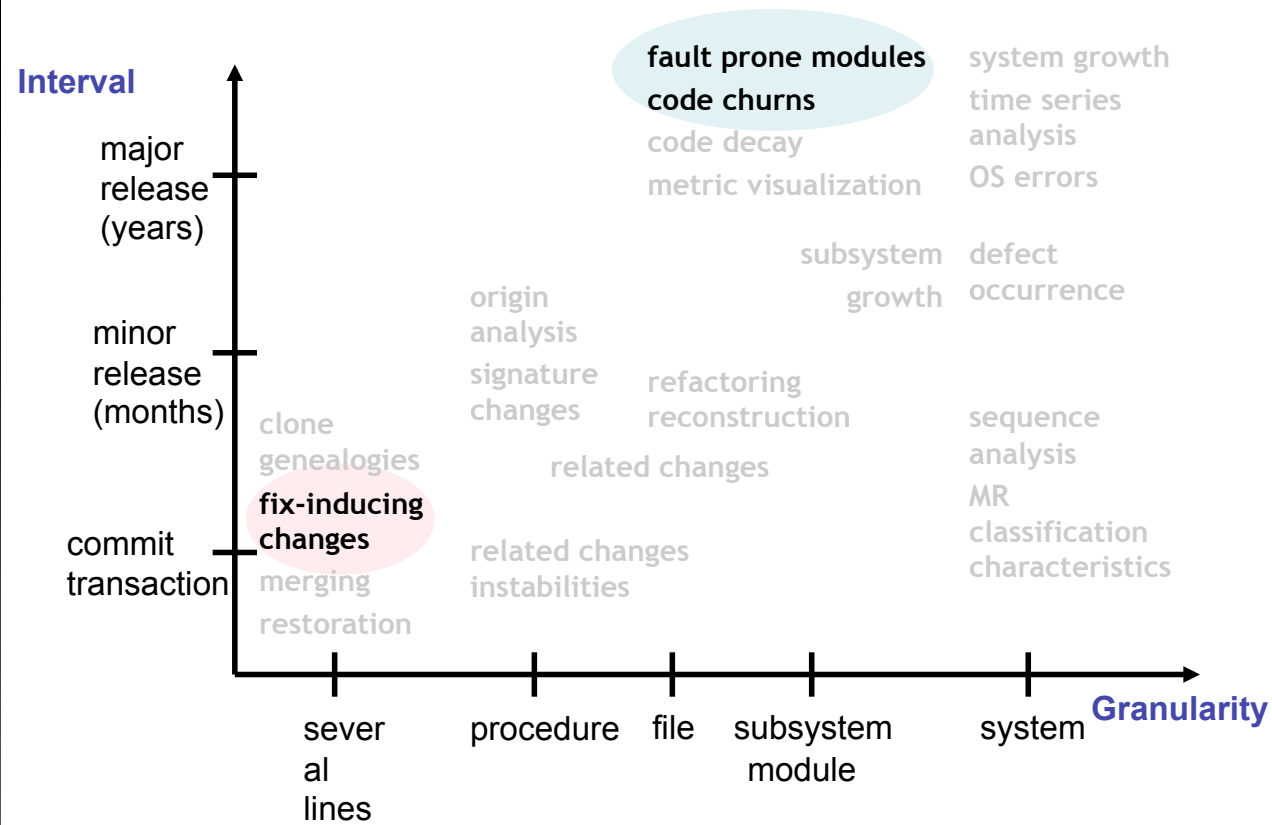 Interval
major
release
(years)
minor
release
(months)
commit
transaction
fault prone modules
code churns
code decay
metric visualization
system growth
time series
analysis
OS errors
subsystem
growth
defect
occurrence
origin
analysis
signature
changes
refactoring
reconstruction
clone
genealogies
related changes
sequence
analysis
MR
classification
characteristics
fix-inducing
changes
merging
restoration
related changes
instabilities
sever
al
lines
procedure
file
subsystem
module
system
Granularity